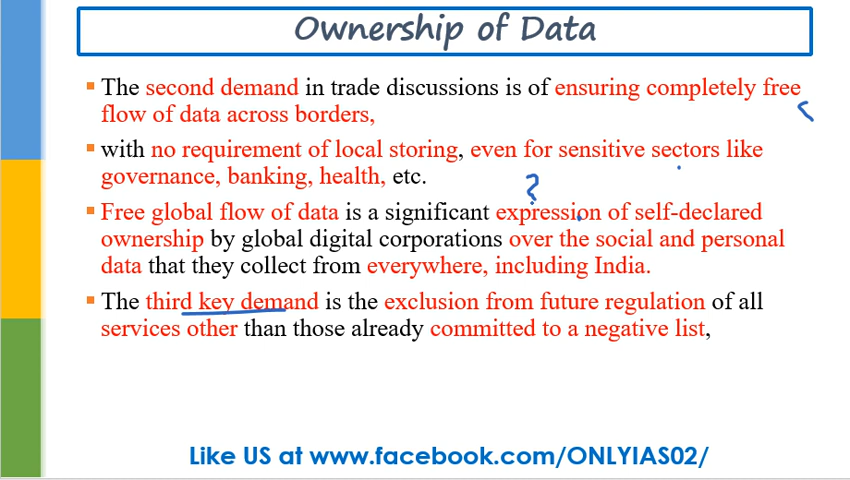 Ownership of Data
▪ The second demand in trade discussions is of ensuring completely free
flow of data across borders,
▪ with no requirement of local storing, even for sensitive sectors like
governance, banking, health, etc.
?
▪ Free global flow of data is a significant expression of self-declared
ownership by global digital corporations over the social and personal
data that they collect from everywhere, including India.
▪ The third key demand is the exclusion from future regulation of all
services other than those already committed to a negative list,
Like US at www.facebook.com/ONLYIAS02/